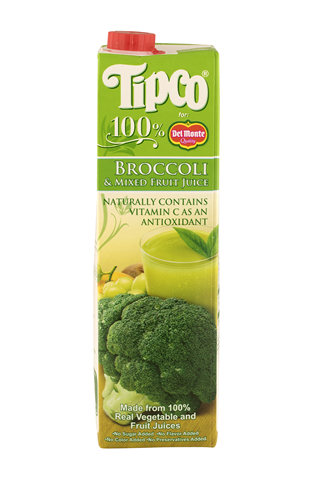 Tipco®
for:
100%
Del Monte
Quality
BROCCOLI
& MIXED FRUIT JUICE
NATURALLY CONTAINS
VITAMIN C AS AN
ANTIOXIDANT
Made from 100%
Real Vegetable and
Fruit Juices
•No Sugar Added •No Flavor Added
•No Color Added •No Preservatives Added